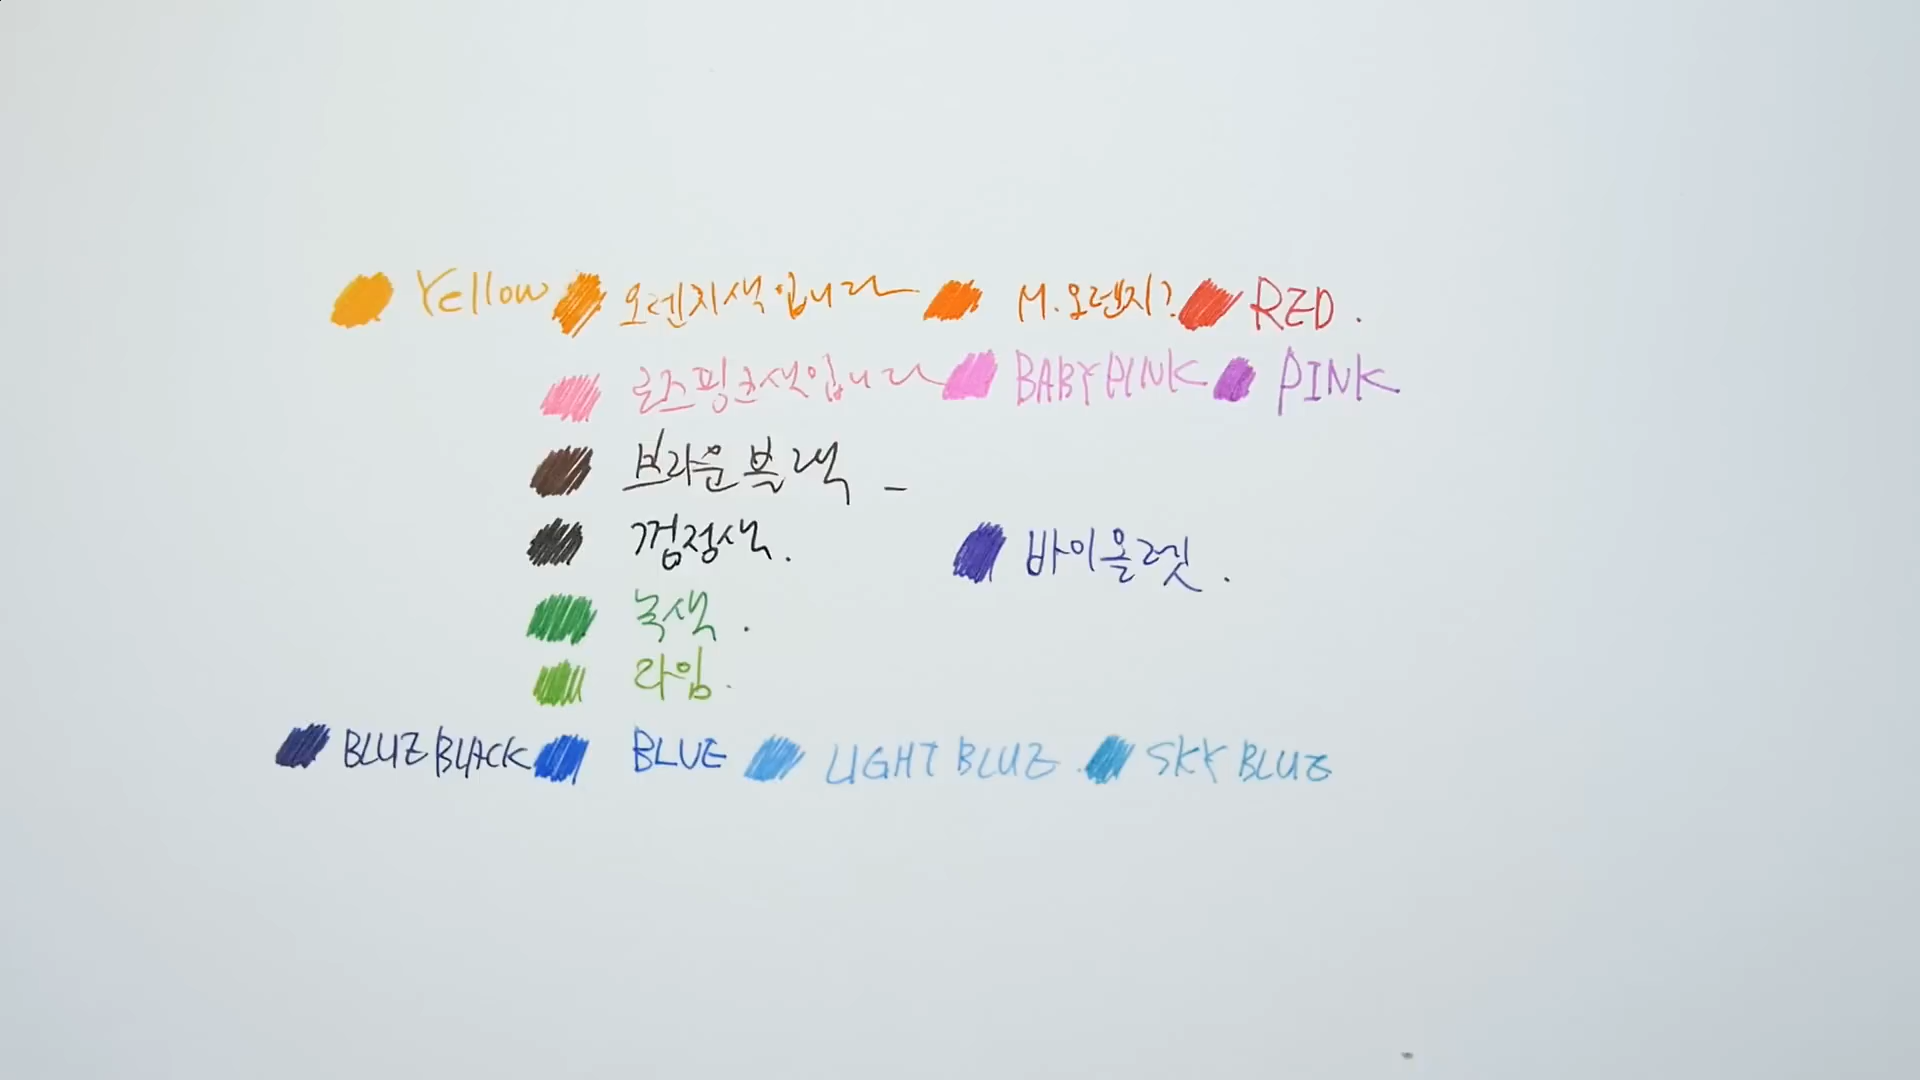 Yellow 오렌지색입니다 M.오렌지? RED.
로즈핑크색입니다 BABY PINK PINK
브라운블랙 -
껌정색.
바이올렛.
녹색.
라임.
BLUE BLACK BLUE LIGHT BLUE. SKY BLUE